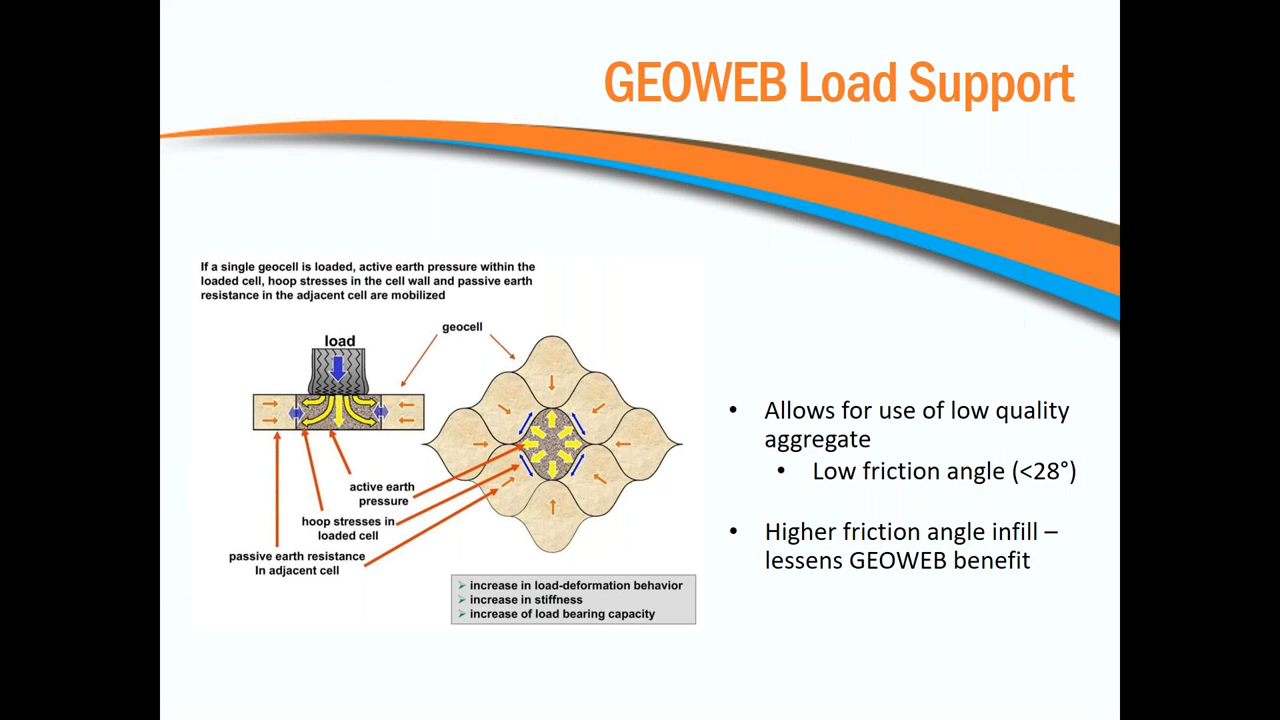 GEOWEB Load Support
If a single geocell is loaded, active earth pressure within the
loaded cell, hoop stresses in the cell wall and passive earth
resistance in the adjacent cell are mobilized
geocell
load
active earth
pressure
hoop stresses in
loaded cell
passive earth resistance
In adjacent cell
increase in load-deformation behavior
increase in stiffness
increase of load bearing capacity
• Allows for use of low quality
aggregate
• Low friction angle (<28°)
• Higher friction angle infill –
lessens GEOWEB benefit